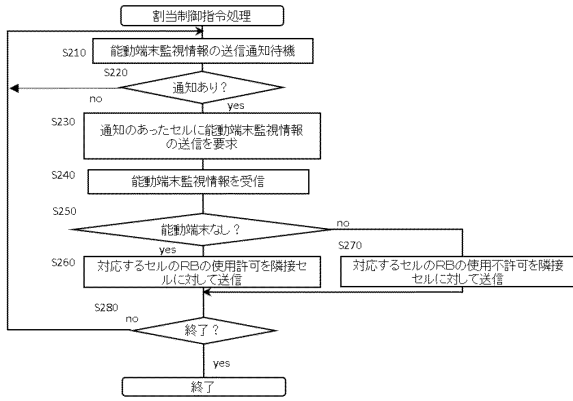 割当制御指令処理
S210
能動端末監視情報の送信通知待機
S220
通知あり？
no
yes
S230
通知のあったセルに能動端末監視情報
の送信を要求
S240
能動端末監視情報を受信
S250
能動端末なし？
no
yes
S260
対応するセルのRBの使用許可を隣接セ
ルに対して送信
S270
対応するセルのRBの使用不許可を隣接
セルに対して送信
S280
no
終了？
yes
終了